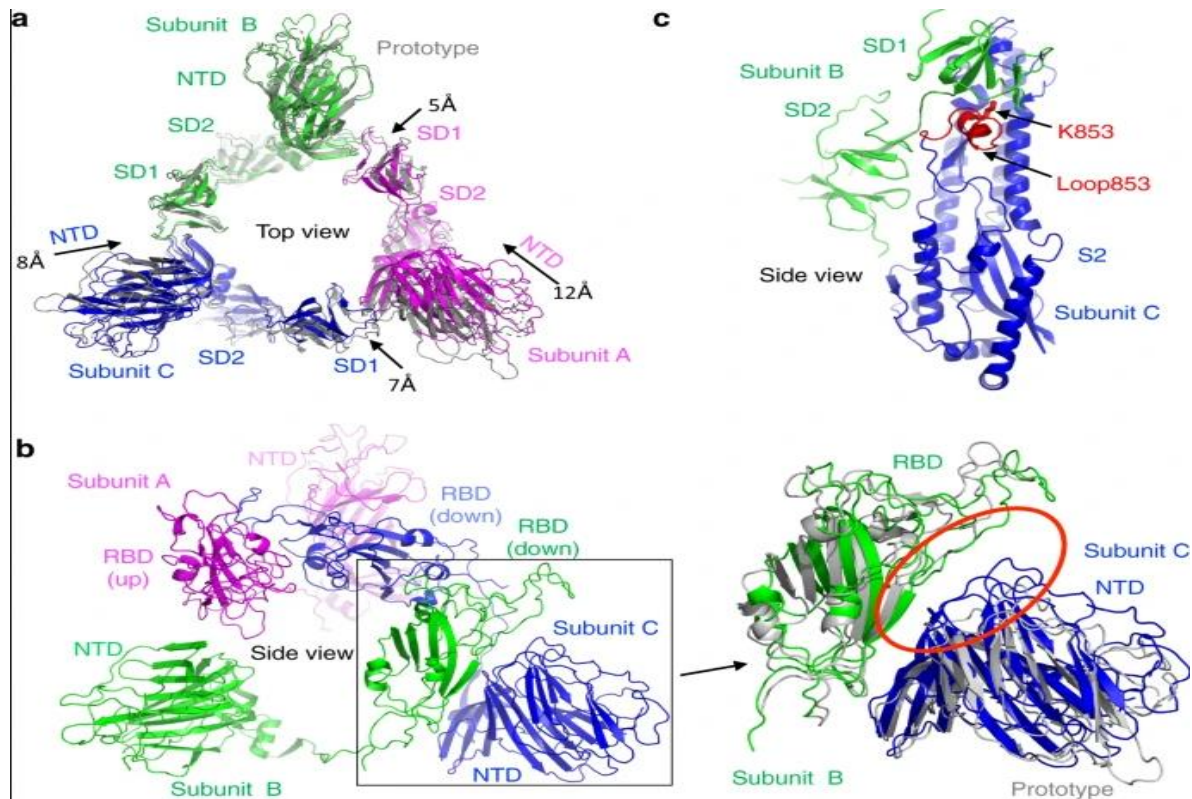 a
Subunit B
Prototype
NTD
5Å
SD2
SD1
SD1
NTD
SD2
Top view
8Å
NTD
12Å
SD2
SD1
Subunit C
7Å
Subunit A
c
SD1
Subunit B
SD2
K853
Loop853
Side view
S2
Subunit C
b
NTD
Subunit A
RBD
(down)
RBD
(down)
RBD
(up)
NTD
Side view
Subunit C
NTD
Subunit B
RBD
Subunit C
NTD
Subunit B
Prototype